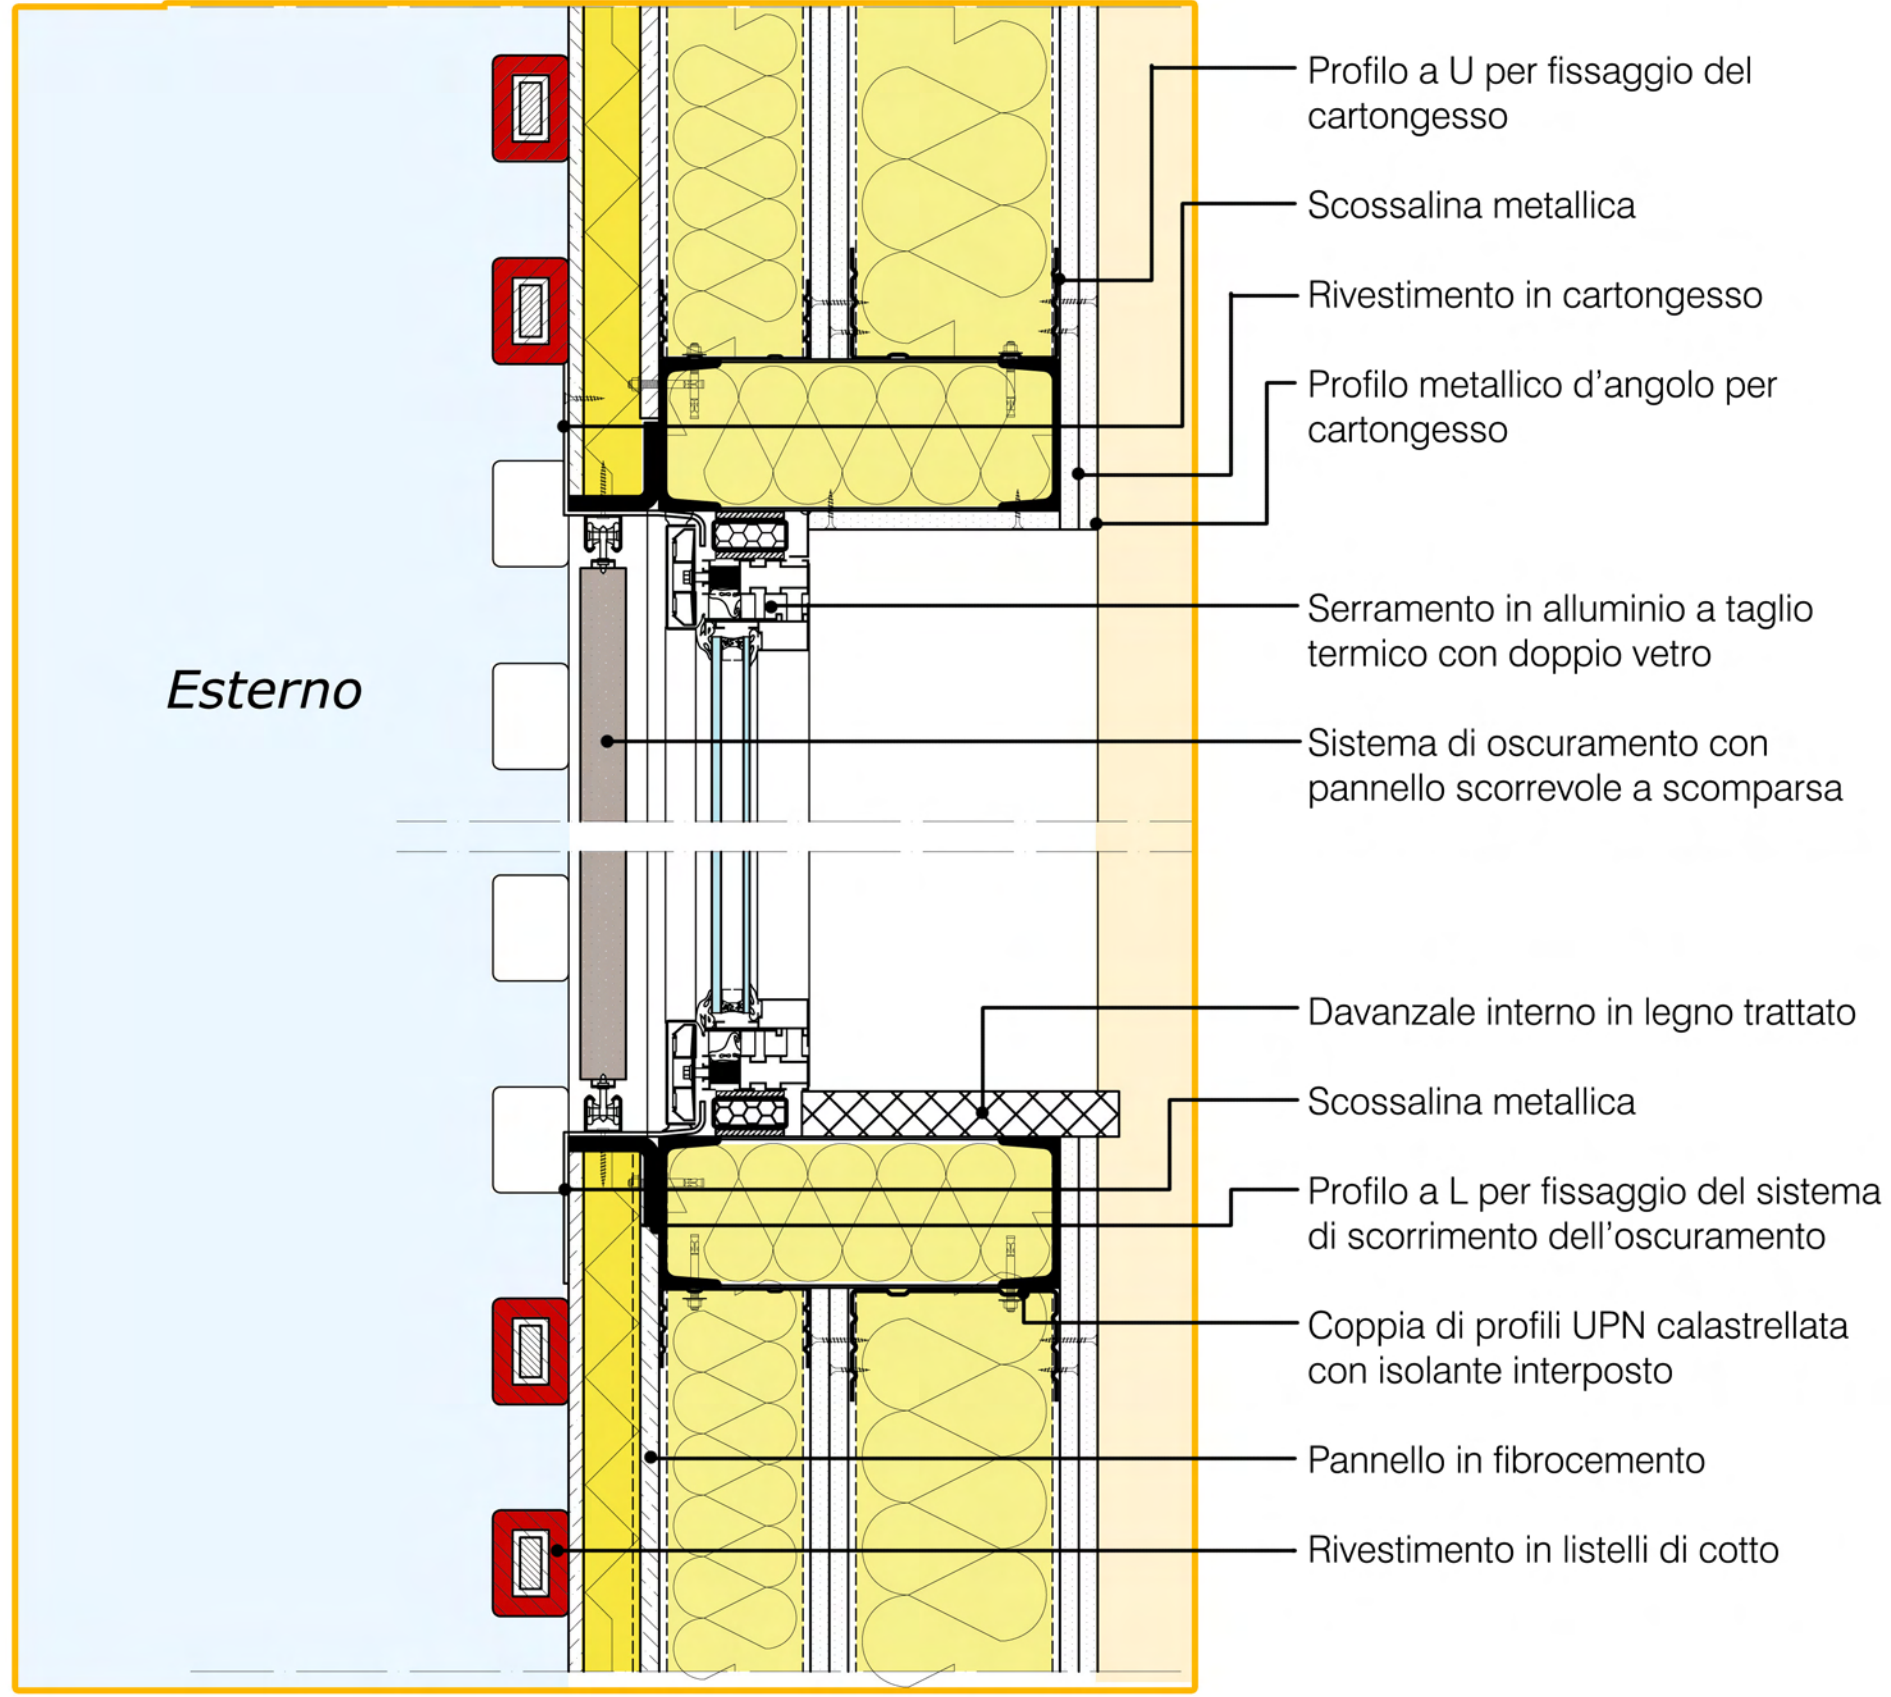 Profilo a U per fissaggio del
cartongesso
Scossalina metallica
Rivestimento in cartongesso
Profilo metallico d'angolo per
cartongesso
Serramento in alluminio a taglio
termico con doppio vetro
Esterno
Sistema di oscuramento con
pannello scorrevole a scomparsa
Davanzale interno in legno trattato
Scossalina metallica
Profilo a L per fissaggio del sistema
di scorrimento dell'oscuramento
Coppia di profili UPN calastrellata
con isolante interposto
Pannello in fibrocemento
Rivestimento in listelli di cotto